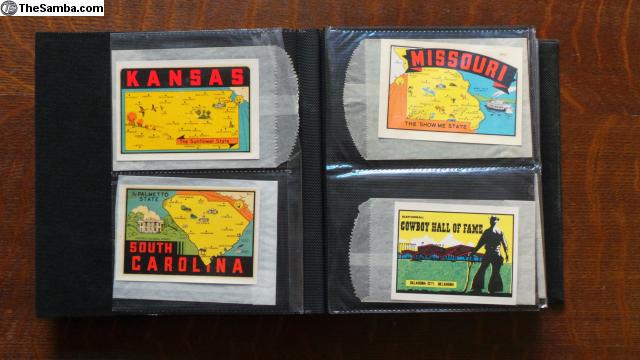 TheSamba.com
KANSAS
The Sunflower State
MISSOURI
THE "SHOW ME STATE"
The PALMETTO
STATE
SOUTH
CAROLINA
NATIONAL
COWBOY HALL OF FAME
OKLAHOMA CITY, OKLAHOMA